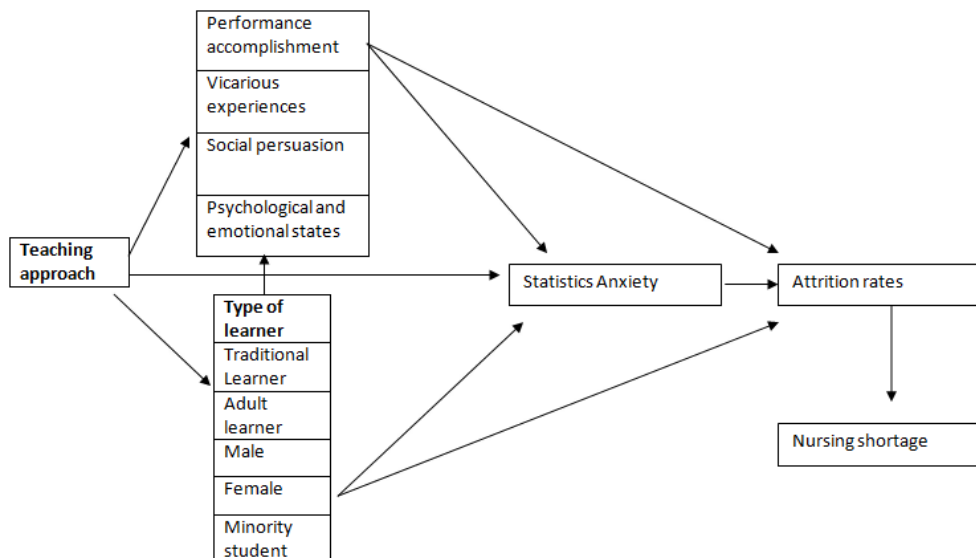 Performance
accomplishment
Vicarious
experiences
Social persuasion
Psychological and
emotional states
Teaching
approach
Statistics Anxiety
Attrition rates
Type of
learner
Traditional
Learner
Adult
learner
Male
Female
Minority
student
Nursing shortage